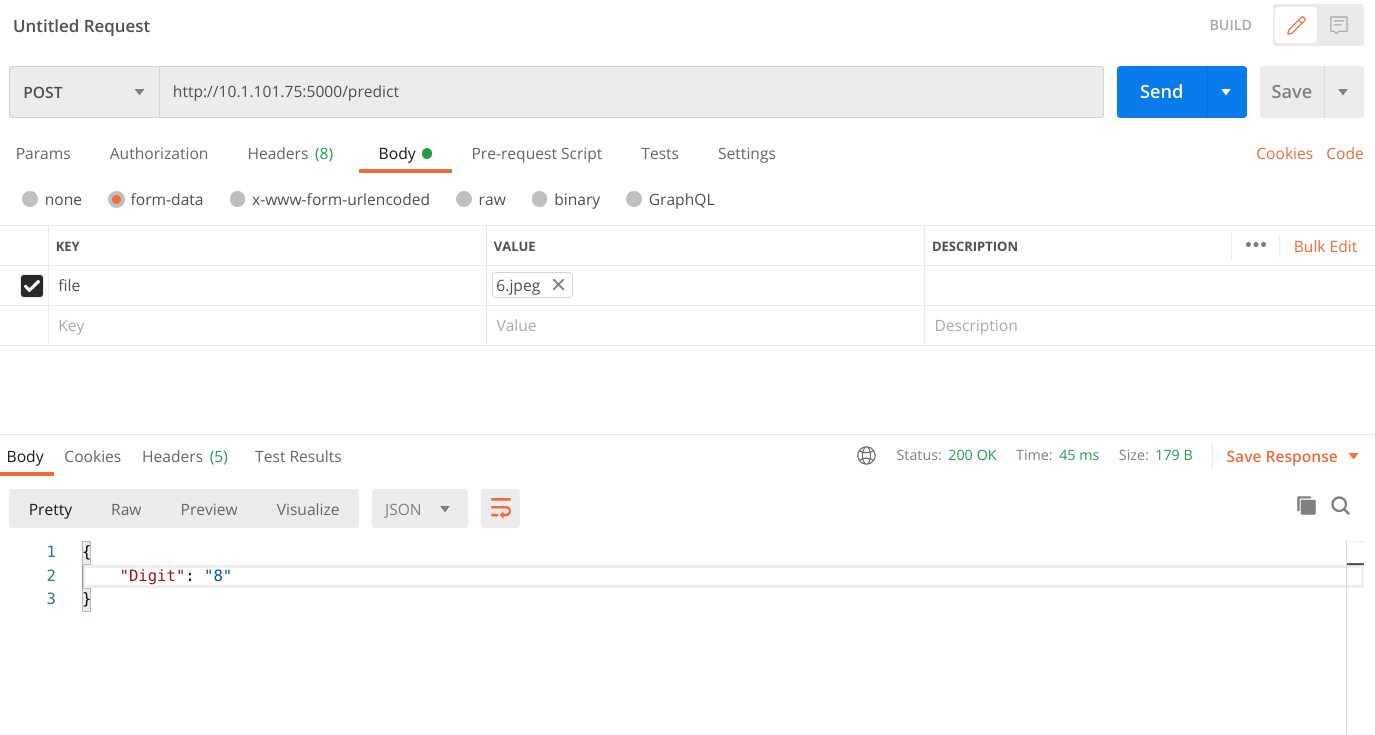 Untitled Request BUILD
POST http://10.1.101.75:5000/predict Send Save
Params Authorization Headers (8) Body Pre-request Script Tests Settings Cookies Code
none form-data x-www-form-urlencoded raw binary GraphQL
KEY VALUE DESCRIPTION ••• Bulk Edit
file 6.jpeg
Key Value Description
Body Cookies Headers (5) Test Results Status: 200 OK Time: 45 ms Size: 179 B Save Response
Pretty Raw Preview Visualize JSON
1 {
2 "Digit": "8"
3 }